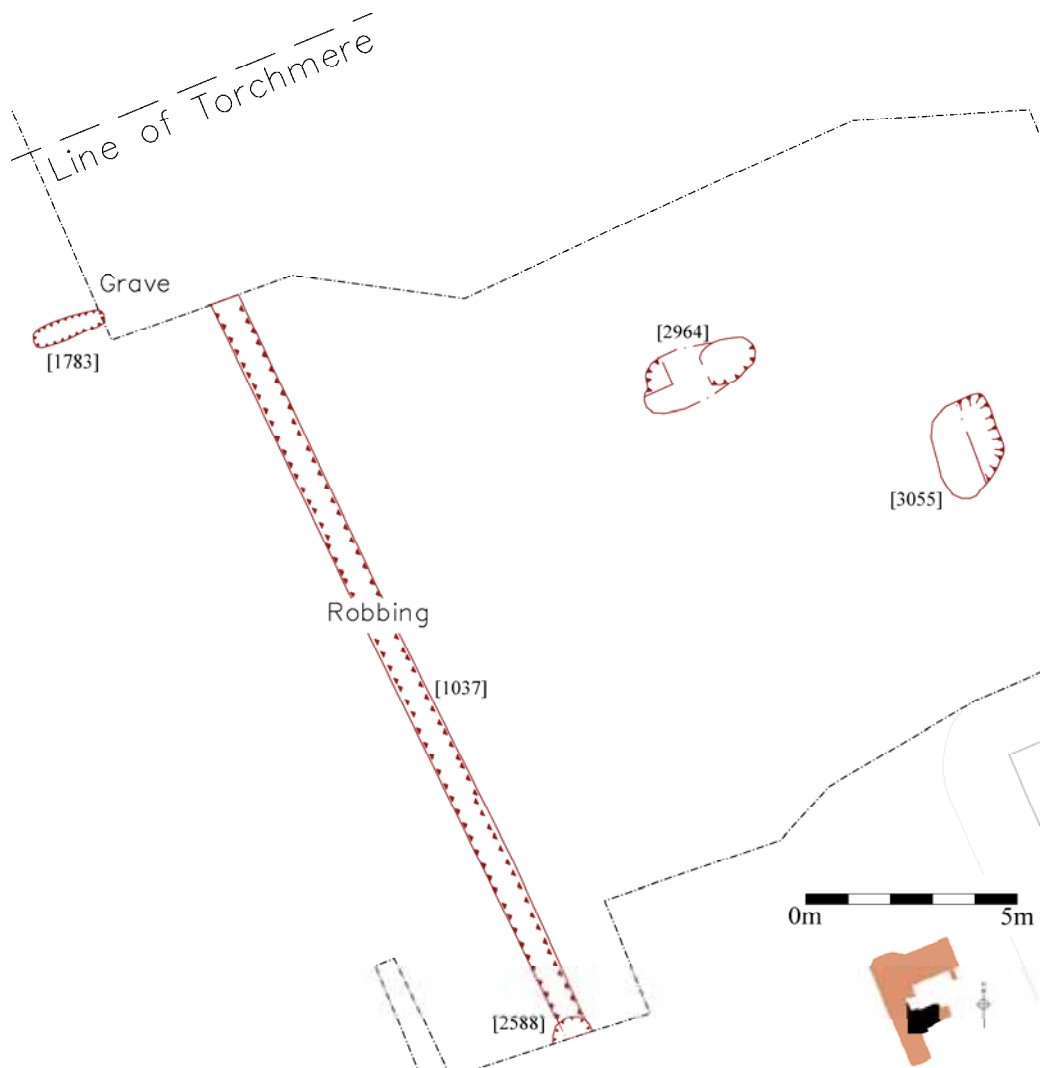 Line of Torchmere
Grave
[1783]
[2964]
[3055]
Robbing
[1037]
[2588]
0m 5m